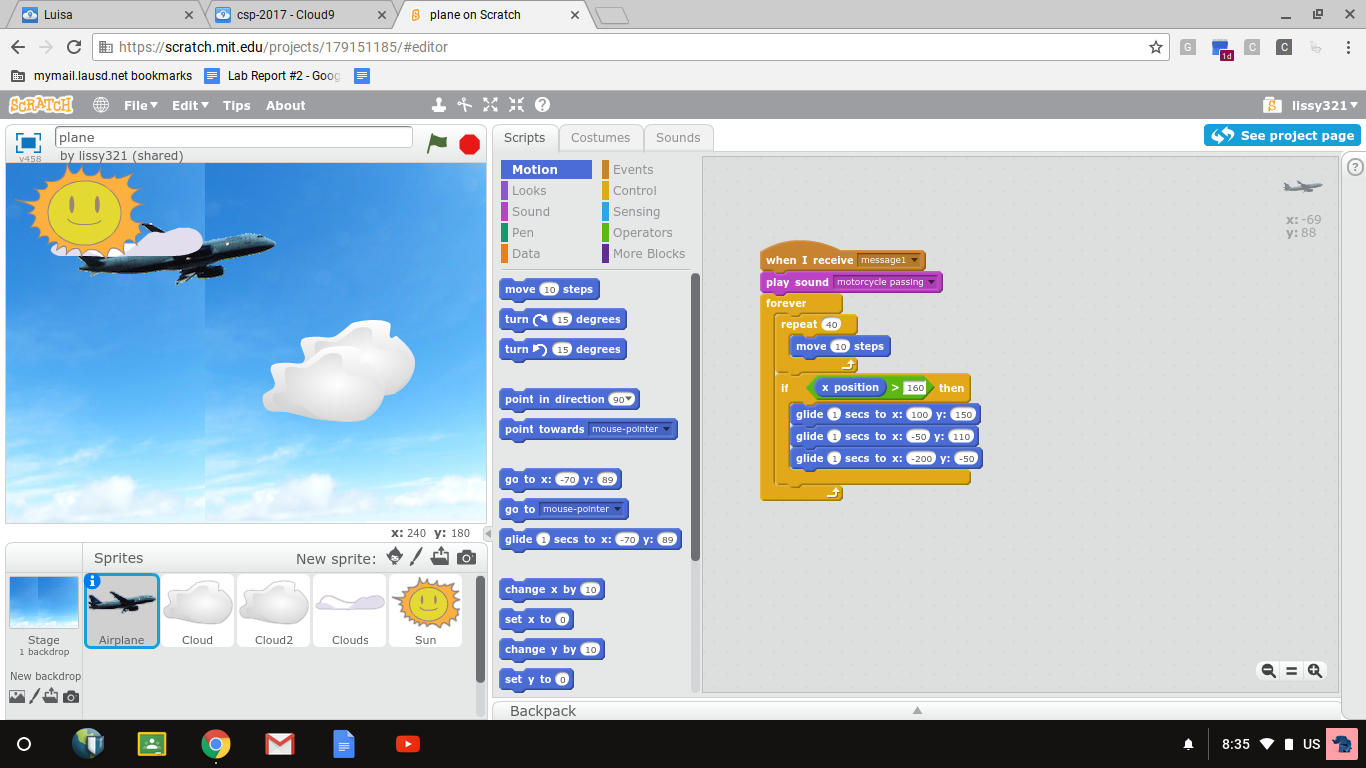 Luisa
csp-2017 - Cloud9
plane on Scratch
https://scratch.mit.edu/projects/179151185/#editor
G
1d
C
C
mymail.lausd.net bookmarks
Lab Report #2 - Goog
SCRATCH
File
Edit
Tips
About
lissy321
plane
by lissy321 (shared)
v458
Scripts
Costumes
Sounds
See project page
Motion
Events
Looks
Control
Sound
Sensing
Pen
Operators
Data
More Blocks
move 10 steps
turn 15 degrees
turn 15 degrees
point in direction 90
point towards mouse-pointer
go to x: -70 y: 89
go to mouse-pointer
glide 1 secs to x: -70 y: 89
change x by 10
set x to 0
change y by 10
set y to 0
x: -69
y: 88
when I receive message1
play sound motorcycle passing
forever
repeat 40
move 10 steps
if x position > 160 then
glide 1 secs to x: 100 y: 150
glide 1 secs to x: -50 y: 110
glide 1 secs to x: -200 y: -50
x: 240 y: 180
Sprites
New sprite:
Stage
1 backdrop
New backdrop
Airplane
Cloud
Cloud2
Clouds
Sun
Backpack
8:35
US